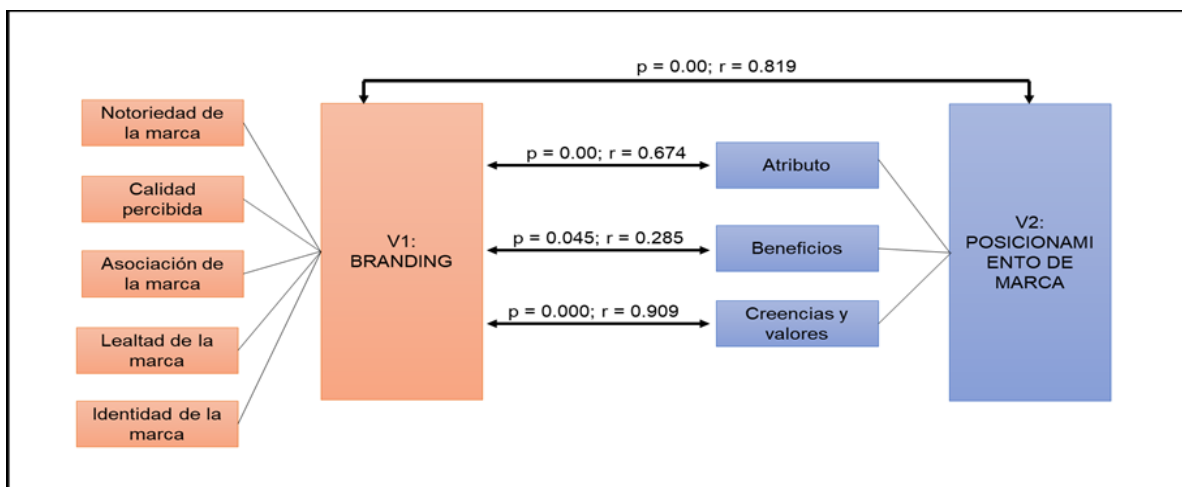 p = 0.00; r = 0.819
Notoriedad de
la marca
Calidad
percibida
Asociación de
la marca
Lealtad de la
marca
Identidad de la
marca
V1:
BRANDING
p = 0.00; r = 0.674
p = 0.045; r = 0.285
p = 0.000; r = 0.909
Atributo
Beneficios
Creencias y
valores
V2:
POSICIONAMI
ENTO DE
MARCA